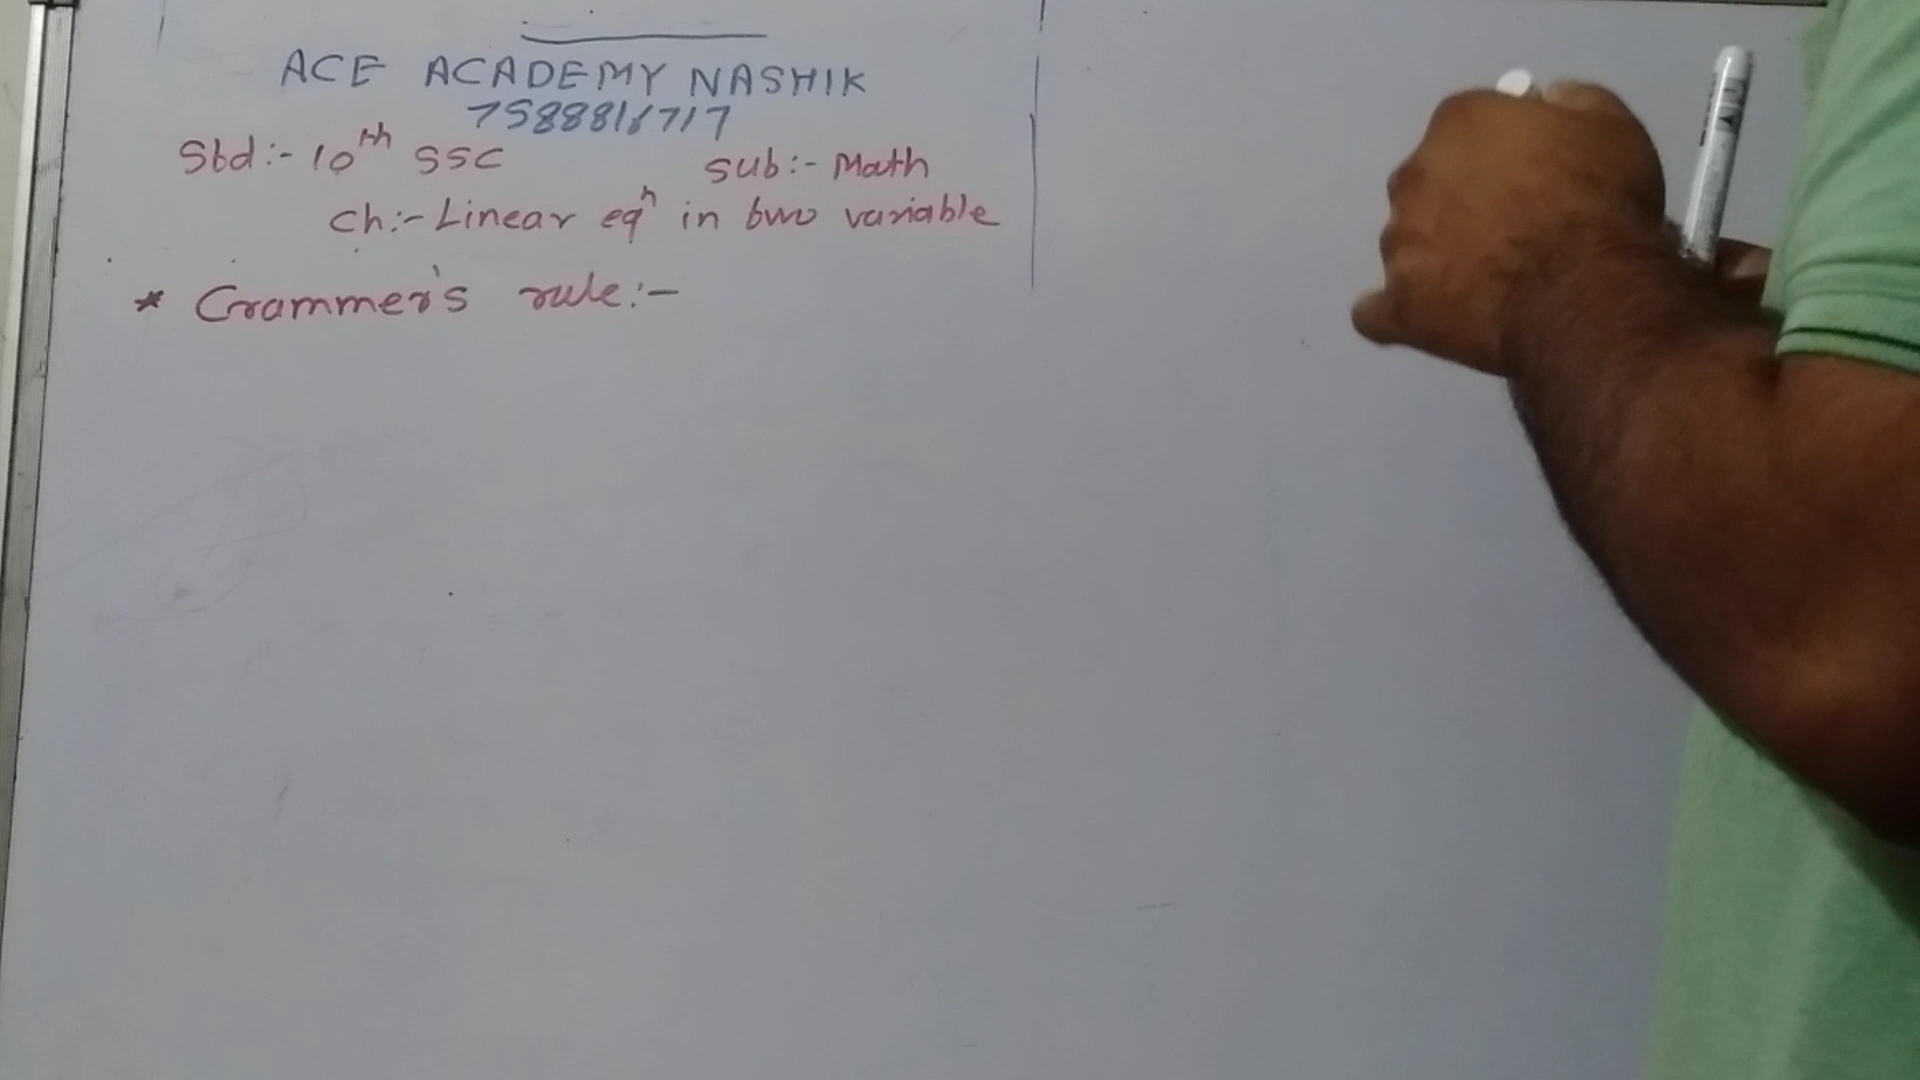 ACE ACADEMY NASHIK
7588816717
Std:- 10th SSC Sub:- Math
Ch:- Linear eqn in two variable
* Crammer's rule:-